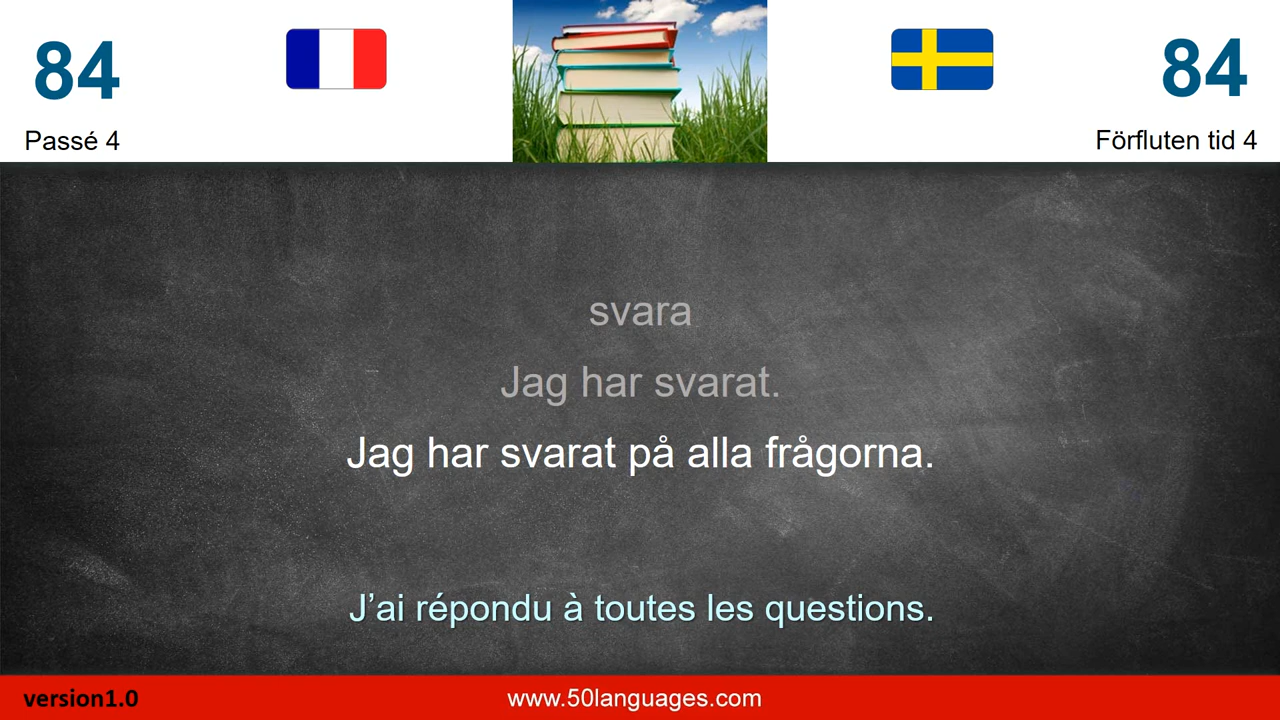 84
84
Passé 4
Förfluten tid 4
svara
Jag har svarat.
Jag har svarat på alla frågorna.
J’ai répondu à toutes les questions.
version1.0
www.50languages.com